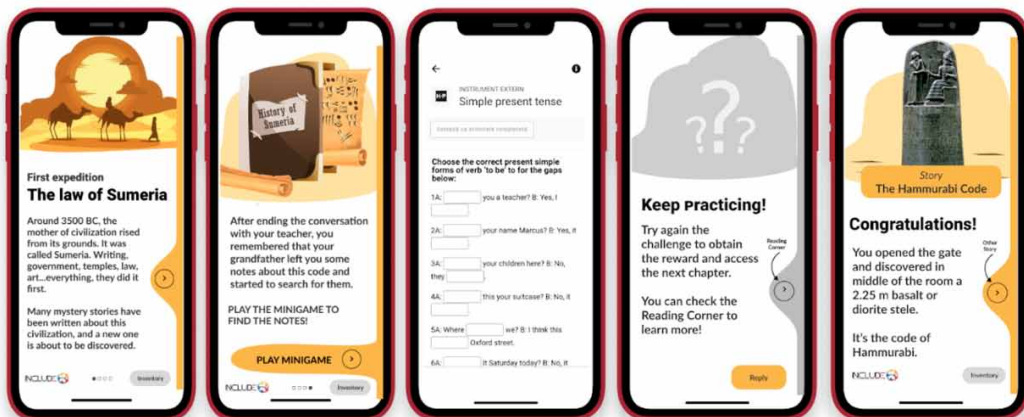 First expedition
The law of Sumeria
Around 3500 BC, the
mother of civilization rised
from its grounds. It was
called Sumeria. Writing,
government, temples, law,
art...everything, they did it
first.
Many mystery stories have
been written about this
civilization, and a new one
is about to be discovered.
INCLUDE
Inventory
History of
Sumeria
After ending the conversation
with your teacher, you
remembered that your
grandfather left you some
notes about this code and
started to search for them.
PLAY THE MINIGAME TO
FIND THE NOTES!
PLAY MINIGAME
INCLUDE
Inventory
INSTRUMENT EXTERN
Simple present tense
Choose the correct present simple
forms of verb 'to be' to for the gaps
below:
1A: you a teacher? B: Yes, I
2A: your name Marcus? B: Yes, it
3A: your children here? B: No,
they
4A: this your suitcase? B: No, it
5A: Where we? B: I think this
Oxford street.
6A: it Saturday today? B: No, it
???
Keep Practicing!
Try again the
challenge to obtain
the reward and access
the next chapter.
You can check the
Reading Corner to
learn more!
Reading
Corner
Reply
Story
The Hammurabi Code
Congratulations!
You opened the gate
and discovered in
middle of the room a
2.25 m basalt or
diorite stele.
It's the code of
Hammurabi.
Other
Story
INCLUDE
Inventory